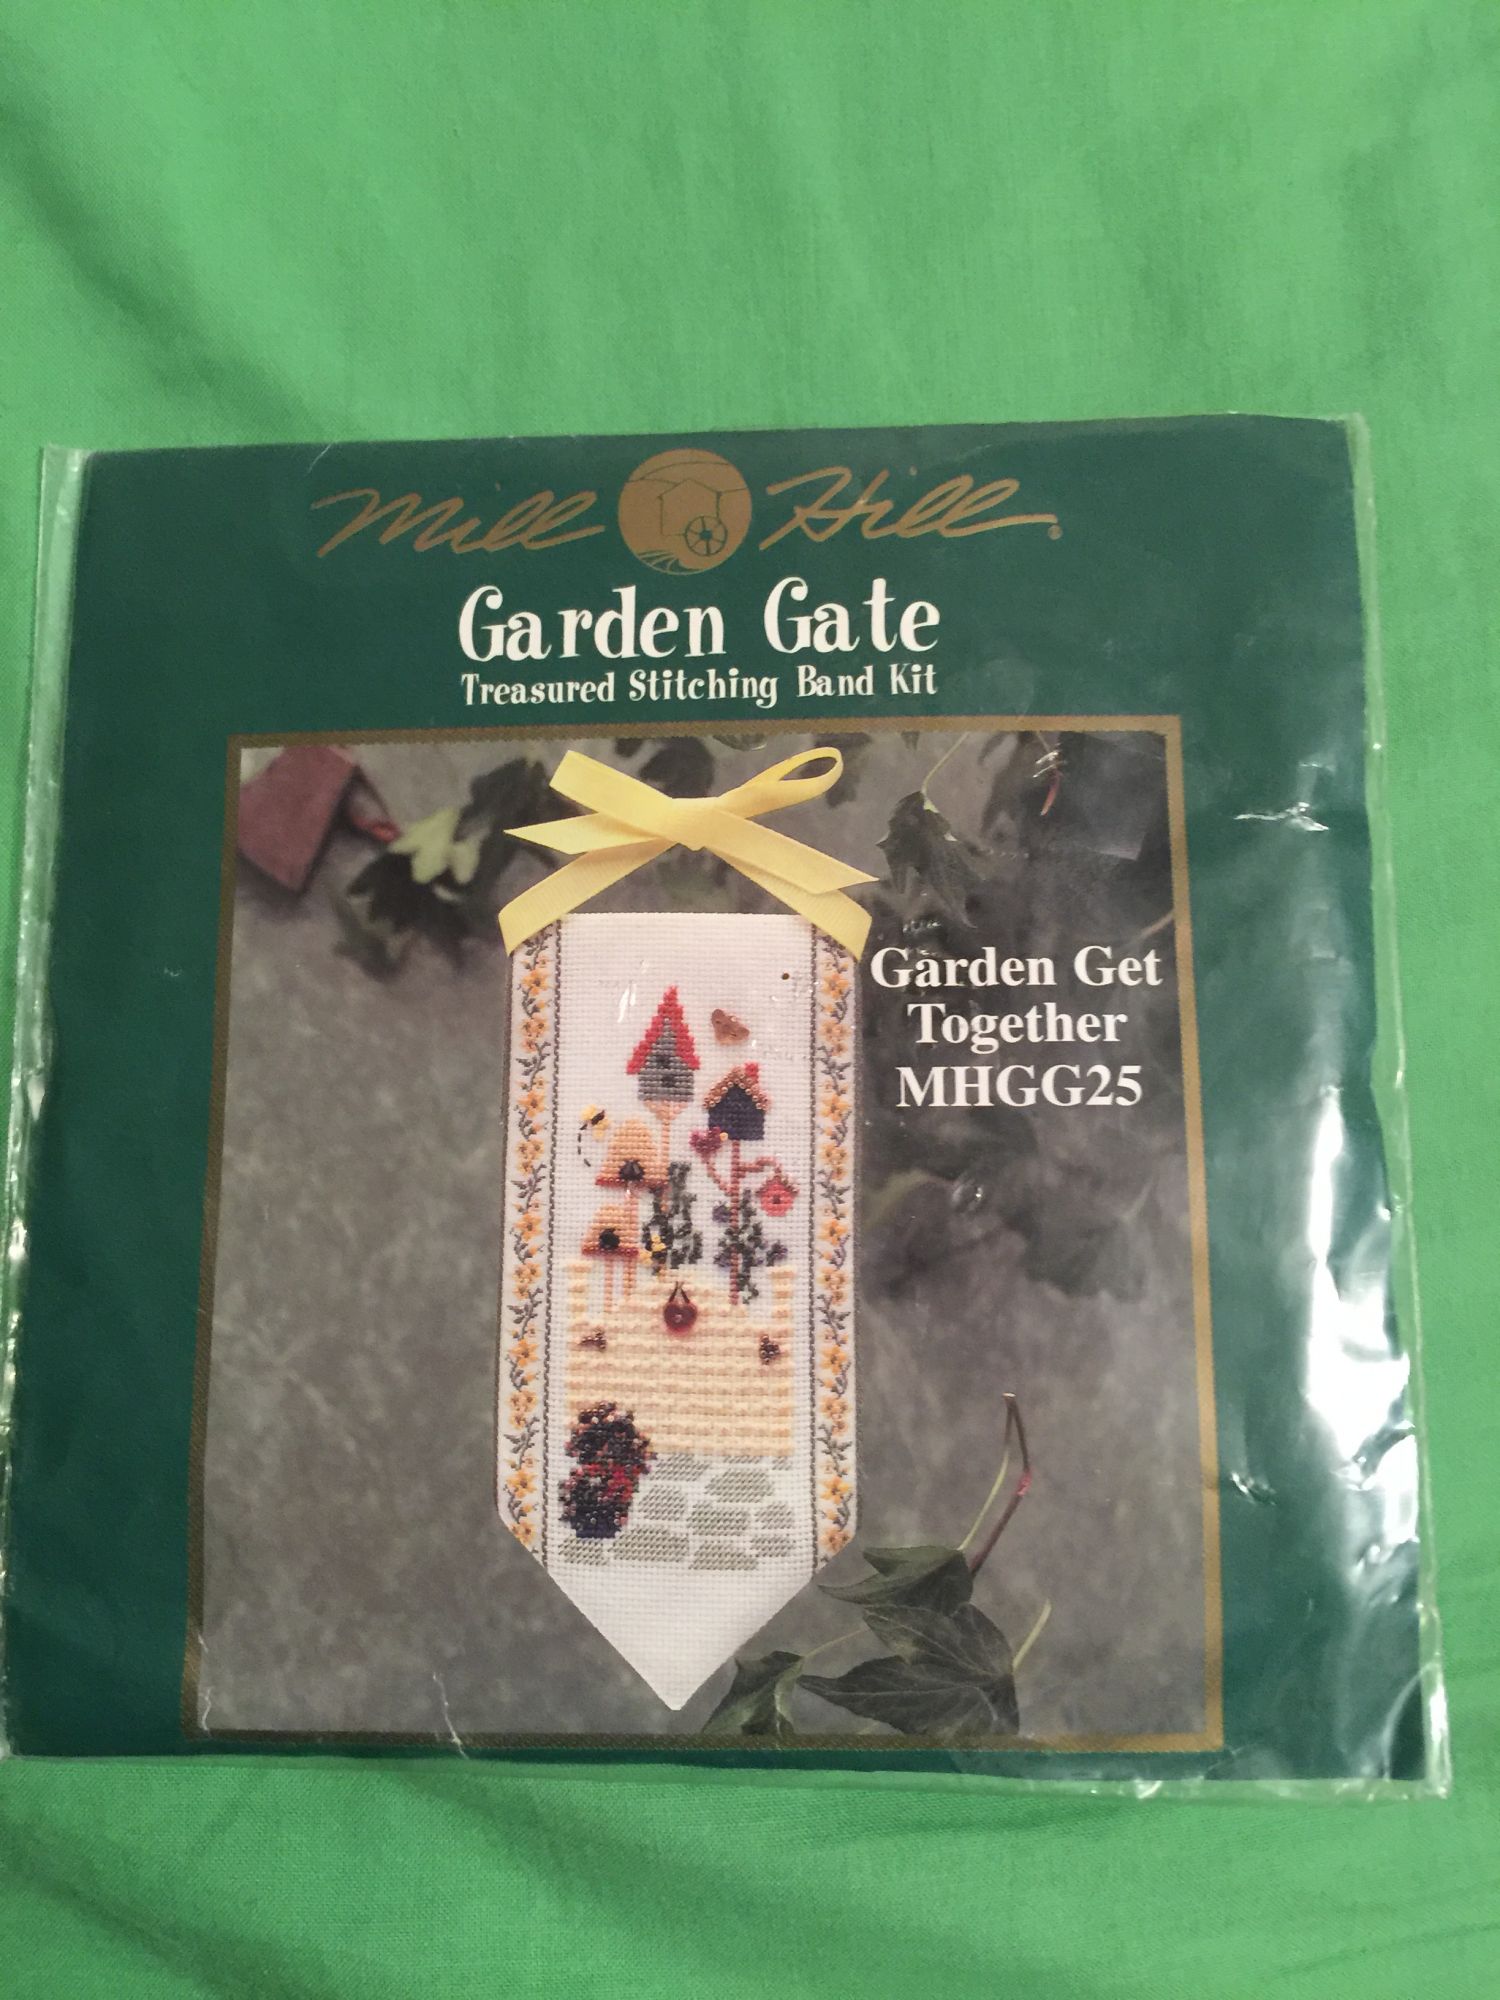 Mill Hill®
Garden Gate
Treasured Stitching Band Kit
Garden Get
Together
MHGG25